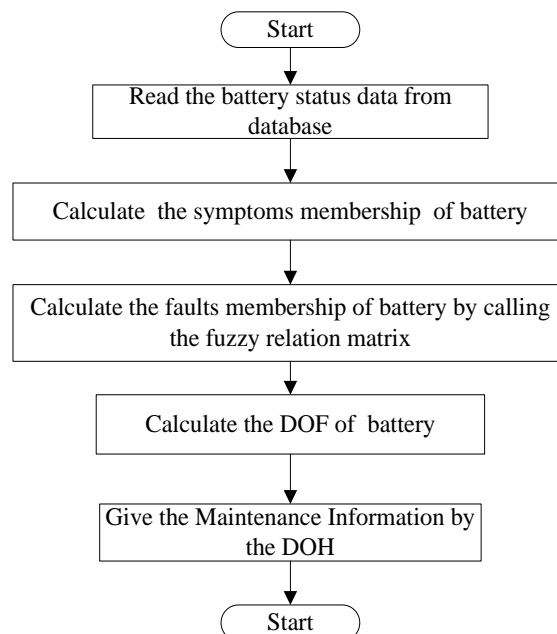 Start
Read the battery status data from
database
Calculate the symptoms membership of battery
Calculate the faults membership of battery by calling
the fuzzy relation matrix
Calculate the DOF of battery
Give the Maintenance Information by
the DOH
Start